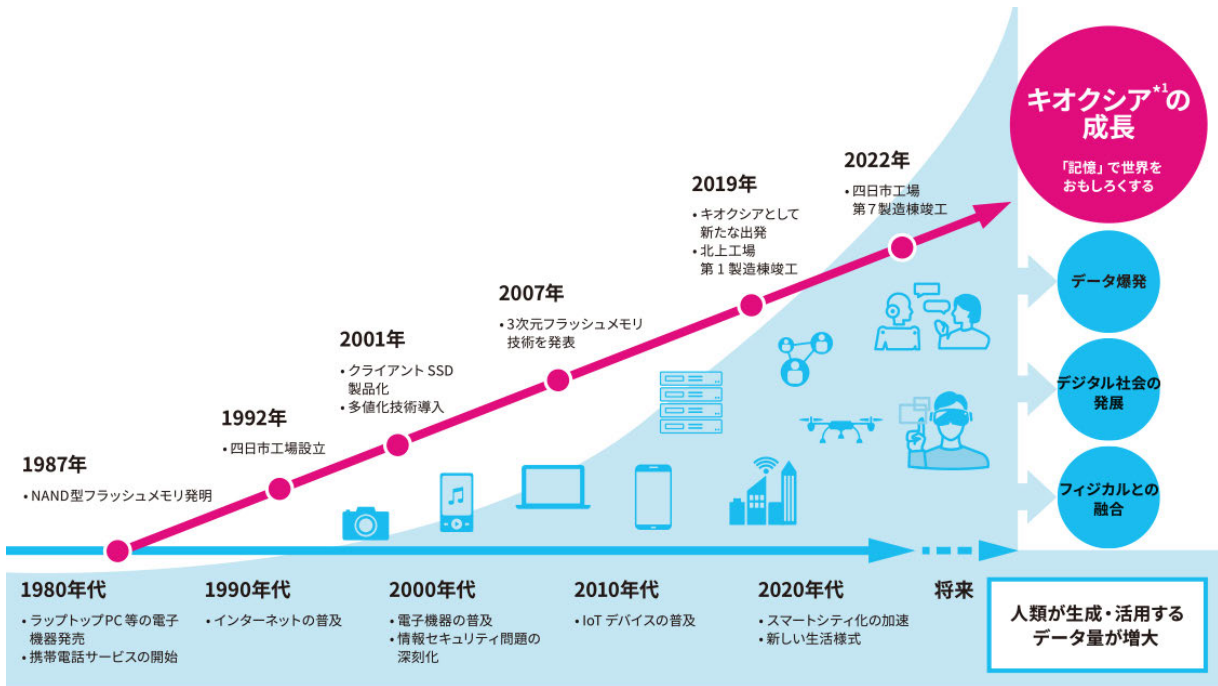 キオクシア★1の
成長
「記憶」で世界を
おもしろくする
2022年
•四日市工場
第7製造棟竣工
2019年
•キオクシアとして
新たな出発
•北上工場
第1製造棟竣工
2007年
•3次元フラッシュメモリ
技術を発表
2001年
•クライアントSSD
製品化
•多値化技術導入
1992年
•四日市工場設立
1987年
•NAND型フラッシュメモリ発明
データ爆発
デジタル社会の
発展
フィジカルとの
融合
1980年代
•ラップトップPC等の電子
機器発売
•携帯電話サービスの開始
1990年代
•インターネットの普及
2000年代
•電子機器の普及
•情報セキュリティ問題の
深刻化
2010年代
•IoTデバイスの普及
2020年代
•スマートシティ化の加速
•新しい生活様式
将来
人類が生成・活用する
データ量が増大